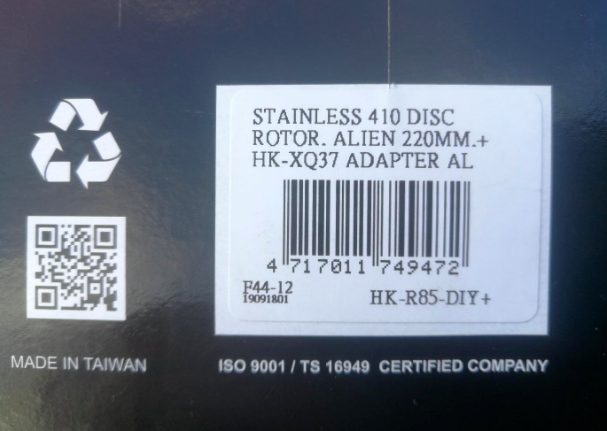 STAINLESS 410 DISC
ROTOR. ALIEN 220MM.+
HK-XQ37 ADAPTER AL
4 717011 749472
F44-12
19091801
HK-R85-DIY+
MADE IN TAIWAN
ISO 9001 / TS 16949 CERTIFIED COMPANY